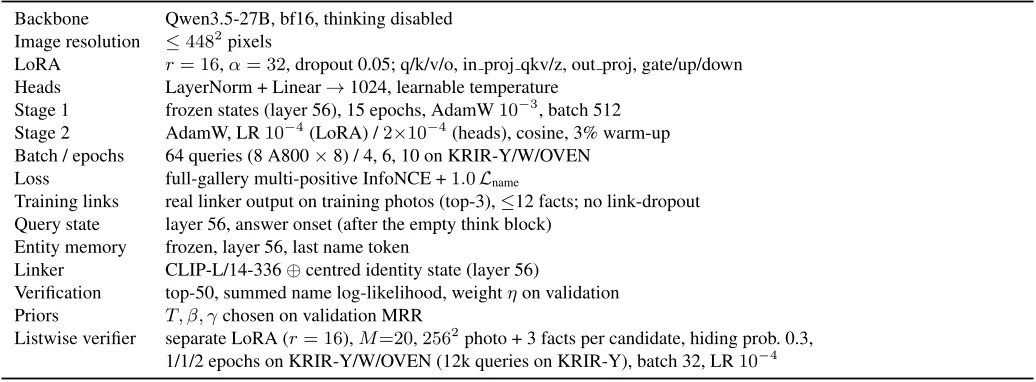 Backbone Qwen3.5-27B, bf16, thinking disabled
Image resolution ≤ 448² pixels
LoRA r = 16, α = 32, dropout 0.05; q/k/v/o, in_proj_qkv/z, out_proj, gate/up/down
Heads LayerNorm + Linear → 1024, learnable temperature
Stage 1 frozen states (layer 56), 15 epochs, AdamW 10⁻³, batch 512
Stage 2 AdamW, LR 10⁻⁴ (LoRA) / 2×10⁻⁴ (heads), cosine, 3% warm-up
Batch / epochs 64 queries (8 A800 × 8) / 4, 6, 10 on KRIR-Y/W/OVEN
Loss full-gallery multi-positive InfoNCE + 1.0 ℒname
Training links real linker output on training photos (top-3), ≤12 facts; no link-dropout
Query state layer 56, answer onset (after the empty think block)
Entity memory frozen, layer 56, last name token
Linker CLIP-L/14-336 ⊕ centred identity state (layer 56)
Verification top-50, summed name log-likelihood, weight η on validation
Priors T, β, γ chosen on validation MRR
Listwise verifier separate LoRA (r = 16), M=20, 256² photo + 3 facts per candidate, hiding prob. 0.3,
1/1/2 epochs on KRIR-Y/W/OVEN (12k queries on KRIR-Y), batch 32, LR 10⁻⁴